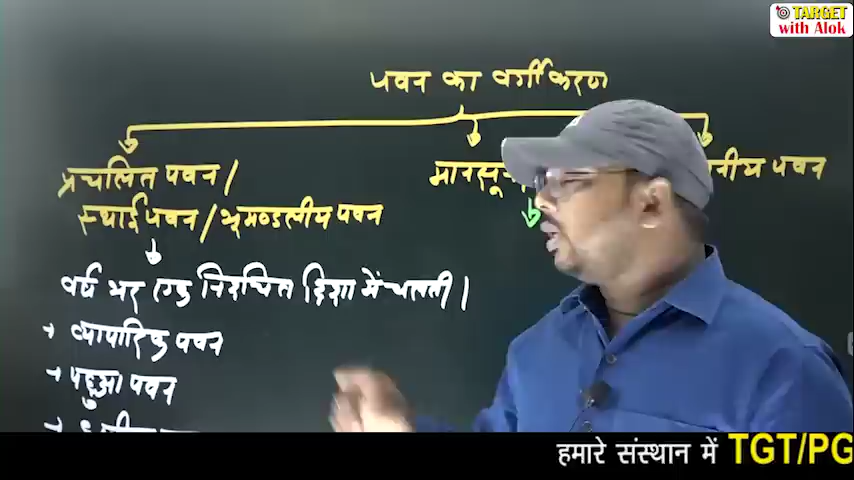 TARGET
with Alok
पवन का वर्गीकरण
प्रचलित पवन/
स्थाई पवन/भूमण्डलीय पवन
पवन
वर्ष भर एक निश्चित दिशा में चलती।
→ व्यापारिक पवन
→ पछुआ पवन
हमारे संस्थान में TGT/PG